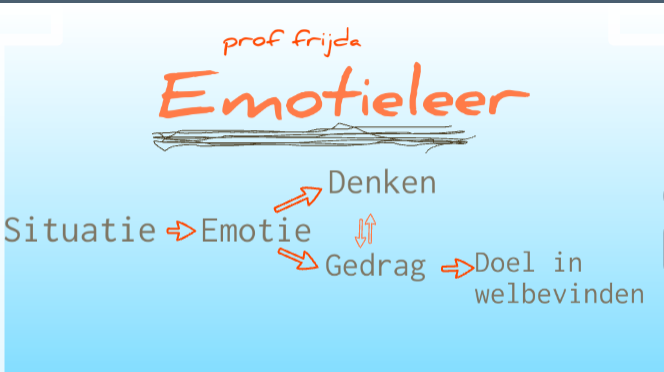 prof frijda
Emotieleer
Denken
Situatie
Emotie
Gedrag
Doel in
welbevinden